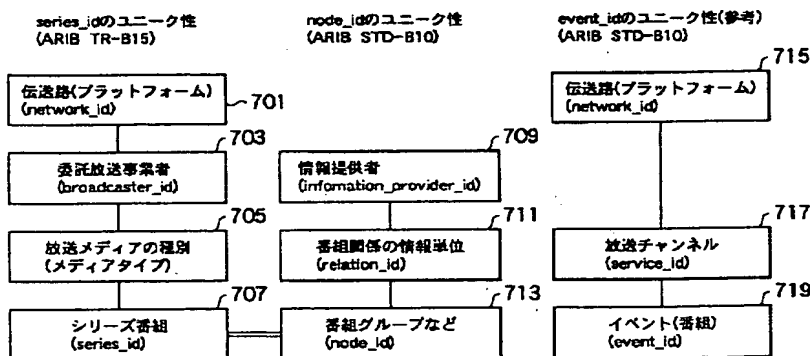 series_idのユニーク性
(ARIB TR-B15)
node_idのユニーク性
(ARIB STD-B10)
event_idのユニーク性(参考)
(ARIB STD-B10)
伝送路(プラットフォーム)
(network_id)
701
委託放送事業者
(broadcaster_id)
703
放送メディアの種別
(メディアタイプ)
705
シリーズ番組
(series_id)
707
情報提供者
(infomation_provider_id)
709
番組関係の情報単位
(relation_id)
711
番組グループなど
(node_id)
713
伝送路(プラットフォーム)
(network_id)
715
放送チャンネル
(service_id)
717
イベント(番組)
(event_id)
719